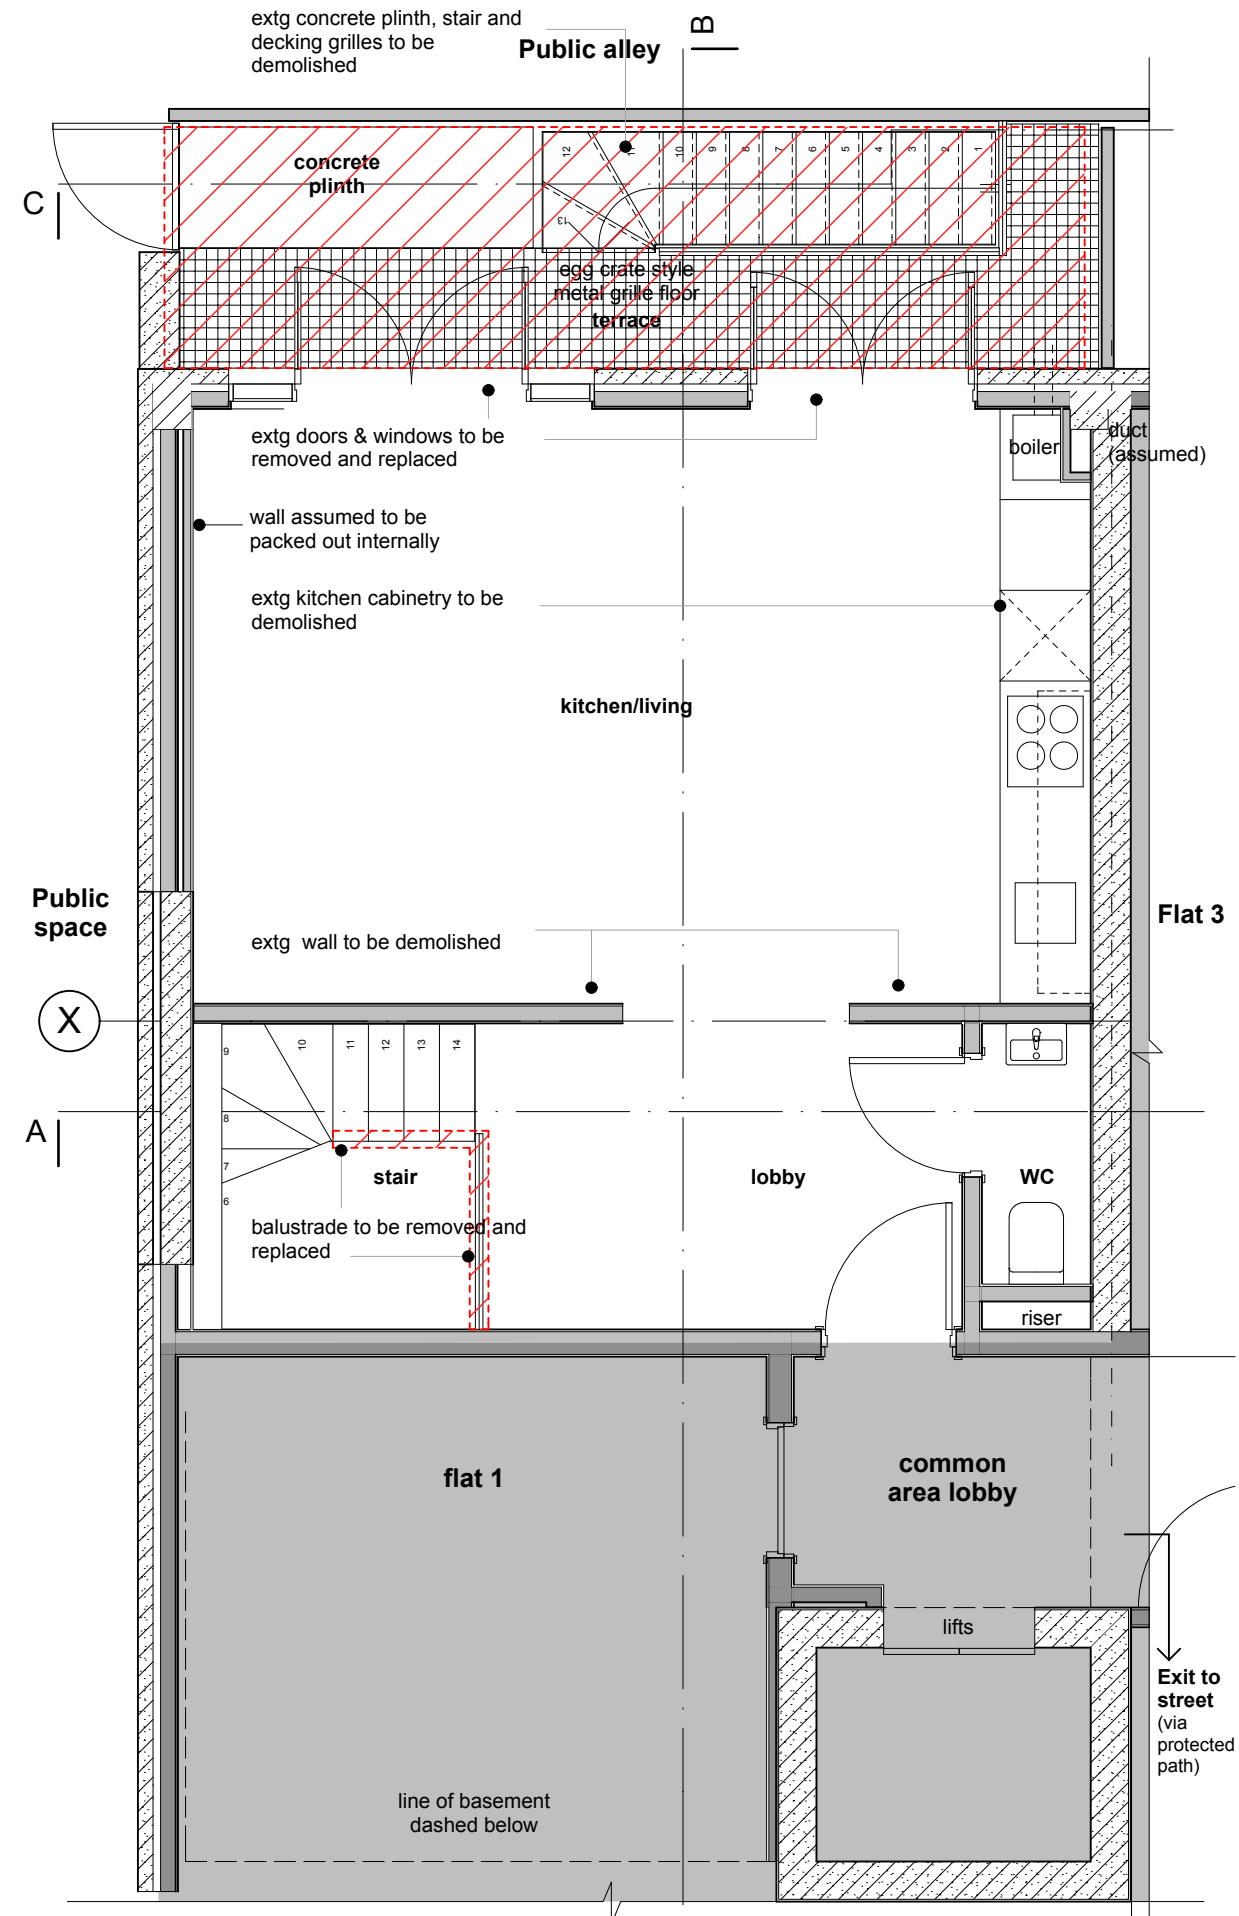 extg concrete plinth, stair and
decking grilles to be
demolished
Public alley
B
concrete
plinth
12
11
10
9
8
7
6
5
4
3
2
1
13
C
egg crate style
metal grille floor
terrace
extg doors & windows to be
removed and replaced
boiler
duct
(assumed)
wall assumed to be
packed out internally
extg kitchen cabinetry to be
demolished
kitchen/living
Public
space
Flat 3
extg wall to be demolished
X
9
10
11
12
13
14
8
7
6
A
stair
lobby
WC
balustrade to be removed and
replaced
riser
flat 1
common
area lobby
lifts
Exit to
street
(via
protected
path)
line of basement
dashed below